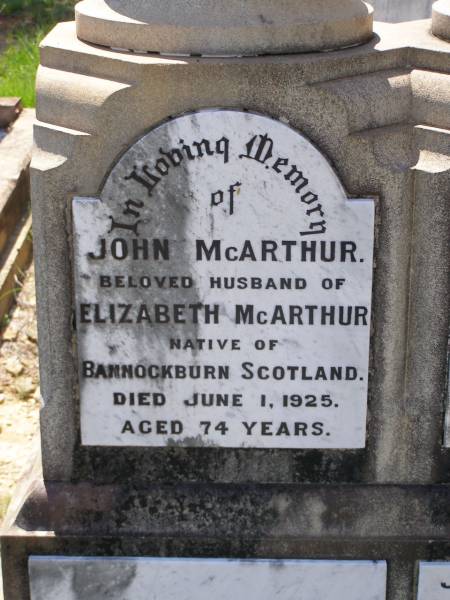 In Loving Memory
of
JOHN McARTHUR.
BELOVED HUSBAND OF
ELIZABETH McARTHUR
NATIVE OF
BANNOCKBURN SCOTLAND.
DIED JUNE 1, 1925.
AGED 74 YEARS.
J